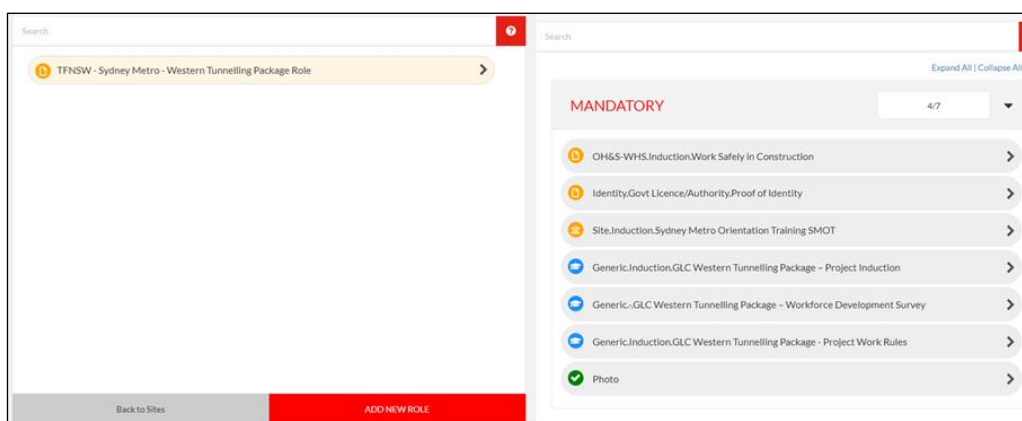 Search
?
TFNSW - Sydney Metro - Western Tunnelling Package Role
Back to Sites
ADD NEW ROLE
Search
Expand All | Collapse All
MANDATORY
4/7
OH&S-WHS.Induction.Work Safely in Construction
Identity.Govt Licence/Authority.Proof of Identity
Site.Induction.Sydney Metro Orientation Training SMOT
Generic.Induction.GLC Western Tunnelling Package – Project Induction
Generic.-.GLC Western Tunnelling Package – Workforce Development Survey
Generic.Induction.GLC Western Tunnelling Package - Project Work Rules
Photo